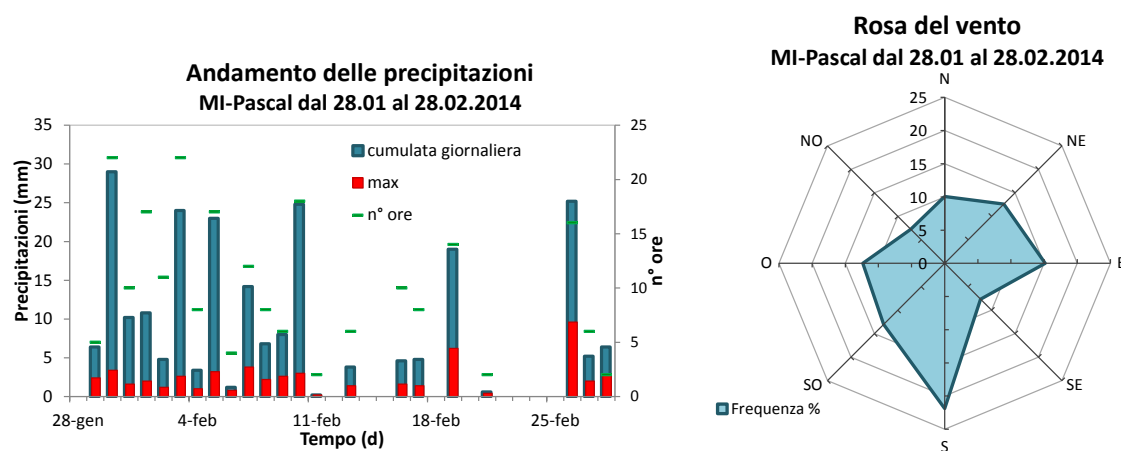 Andamento delle precipitazioni
MI-Pascal dal 28.01 al 28.02.2014
35
30
25
20
15
10
5
0
Precipitazioni (mm)
cumulata giornaliera
max
n° ore
25
20
15
10
5
0
n° ore
28-gen
4-feb
11-feb
18-feb
25-feb
Tempo (d)
Rosa del vento
MI-Pascal dal 28.01 al 28.02.2014
N
NE
E
SE
S
SO
O
NO
25
20
15
10
5
0
Frequenza %